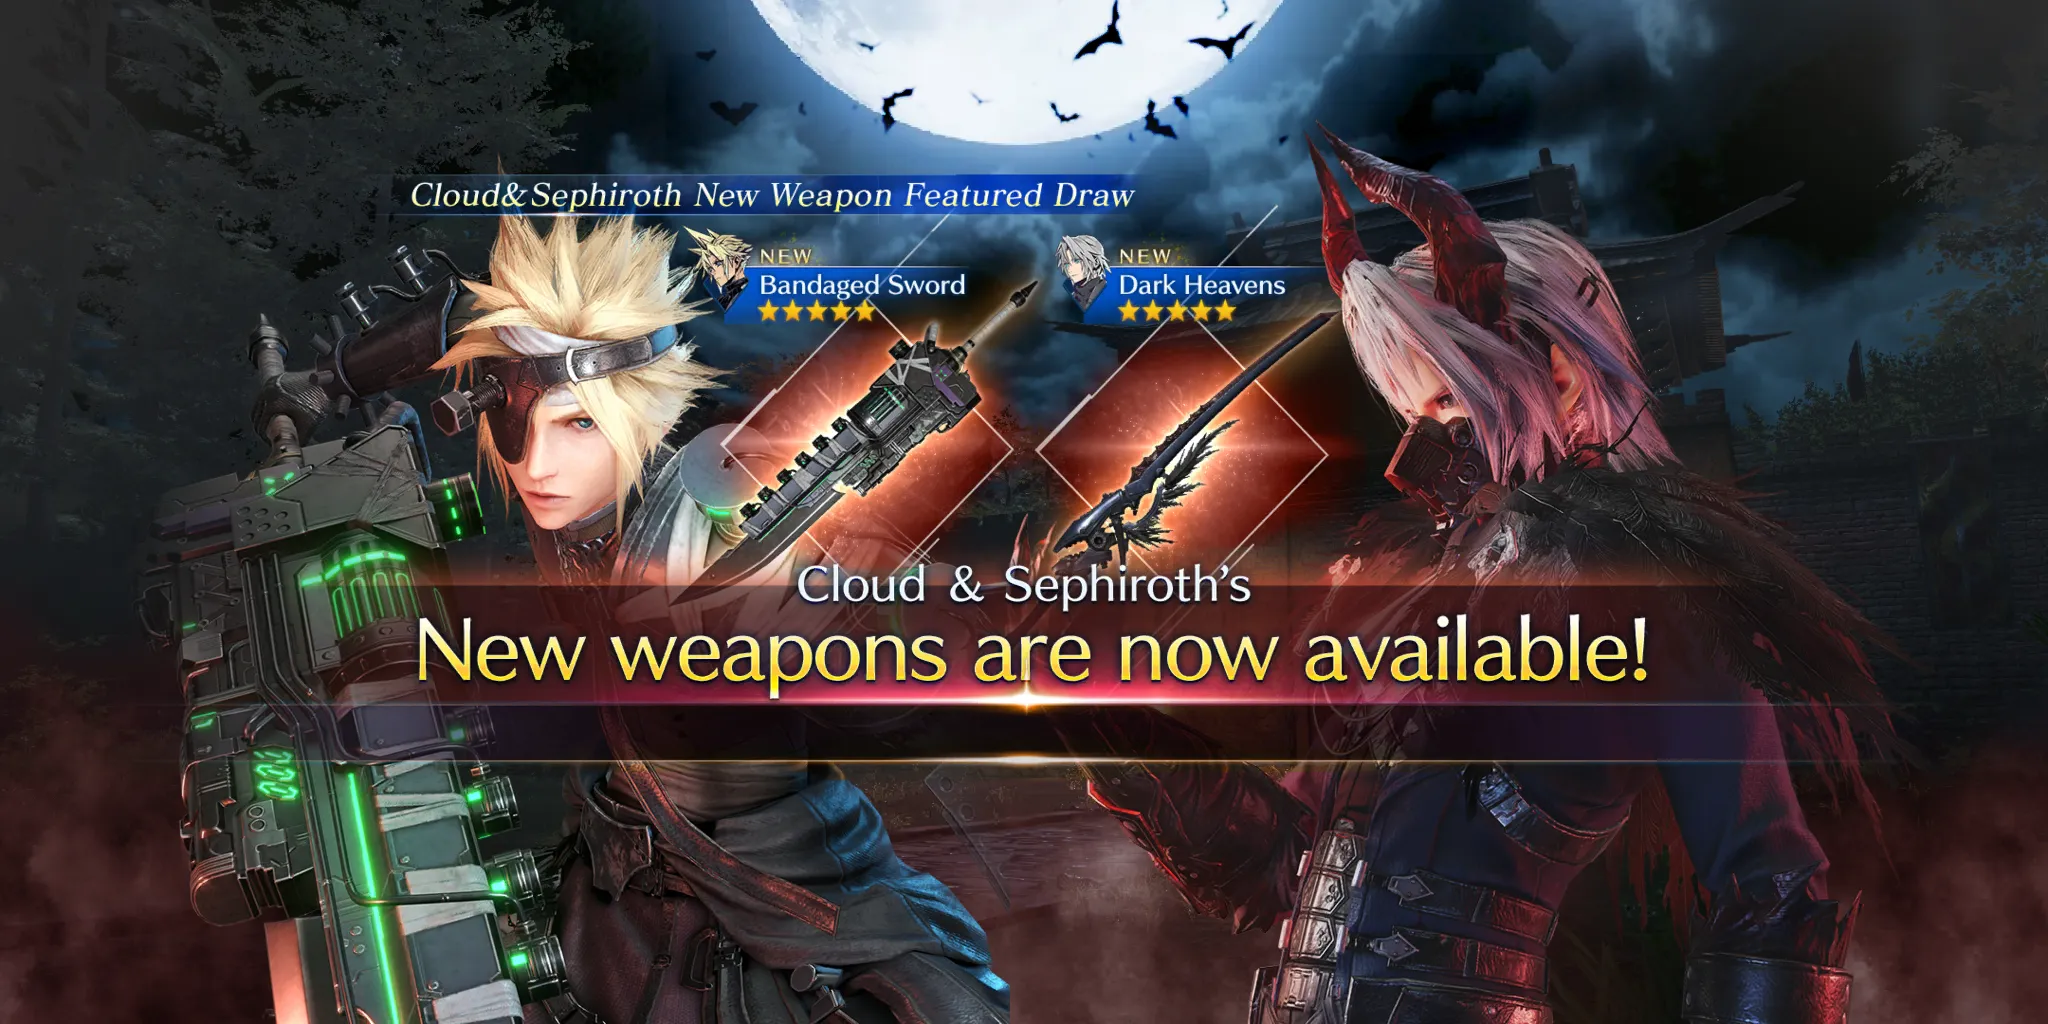 Cloud&Sephiroth New Weapon Featured Draw
NEW
Bandaged Sword
NEW
Dark Heavens
Cloud & Sephiroth's
New weapons are now available!